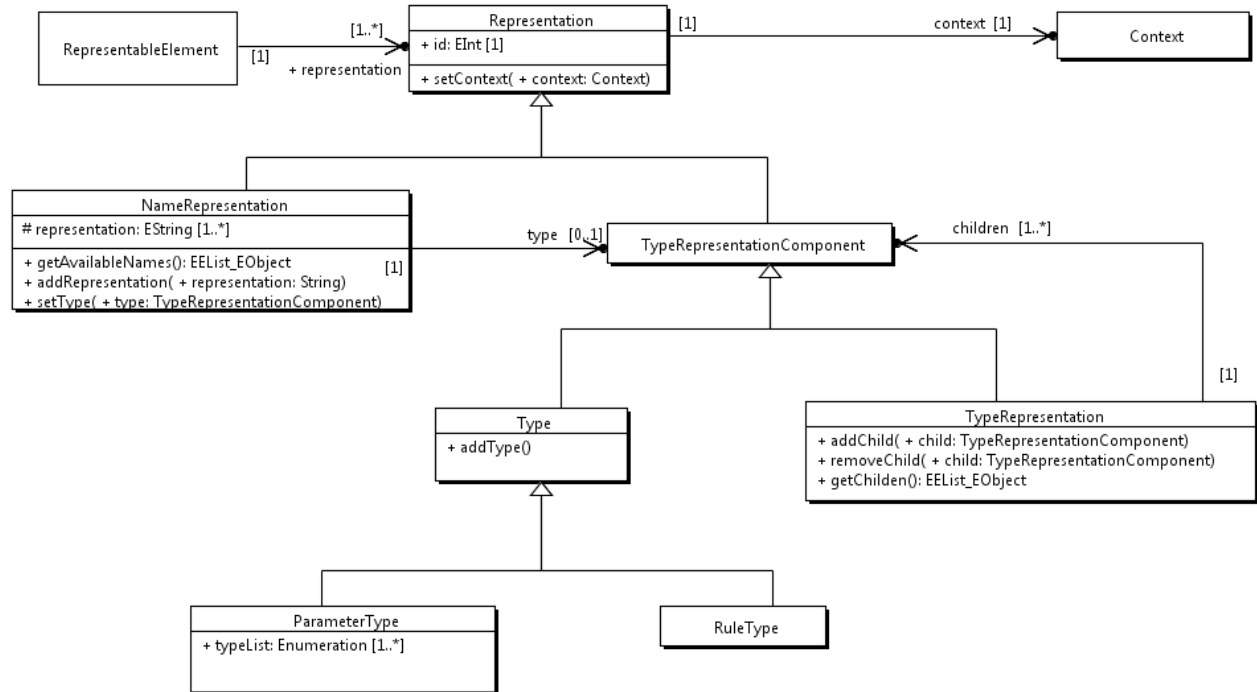 Representation
[1..*]
[1]
context [1]
RepresentableElement
+ id: EInt [1]
Context
[1]
+ representation
+ setContext( + context: Context)
NameRepresentation
# representation: EString [1..*]
type [0..1]
TypeRepresentationComponent
children [1..*]
+ getAvailableNames(): EEList_EObject
[1]
+ addRepresentation( + representation: String)
+ setType( + type: TypeRepresentationComponent)
[1]
Type
+ addType()
TypeRepresentation
+ addChild( + child: TypeRepresentationComponent)
+ removeChild( + child: TypeRepresentationComponent)
+ getChilden(): EEList_EObject
ParameterType
+ typeList: Enumeration [1..*]
RuleType